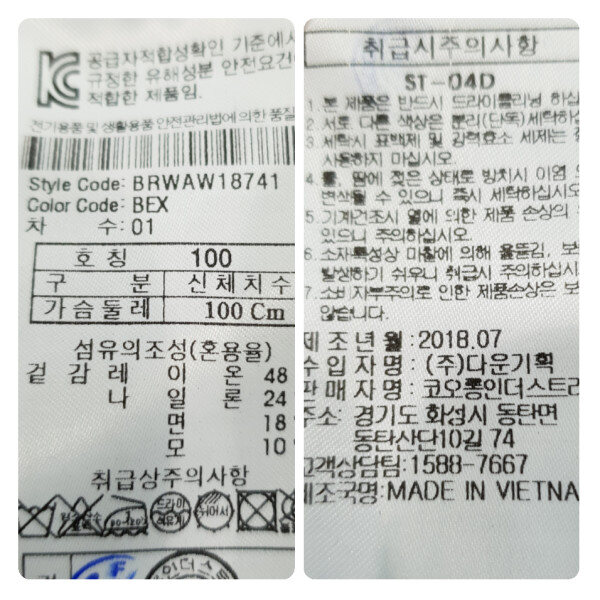 공급자적합성확인 기준에서
규정한 유해성분 안전요건
적합한 제품임.
전기용품 및 생활용품 안전관리법에 의한 품질
Style Code: BRWAW18741
Color Code: BEX
차 수: 01
호칭 100
구 분 신체치수
가슴둘레 100 Cm
섬유의조성(혼용율)
겉 감 레 이 온 48
나 일 론 24
면 18
모 10
취급상주의사항
드라이
취급시주의사항
ST-04D
1. 본 제품은 반드시 드라이클리닝 하십
2. 서로 다른 색상은 분리(단독)세탁하십
3. 세탁시 표백제 및 강력효소 세제는
사용하지 마십시오.
4. 물, 땀에 젖은 상태로 방치시 이염
변색될 수 있으니 즉시 세탁하십시오.
5. 기계건조시 열에 의한 제품 손상의
있으니 주의하십시오.
6. 소재특성상 마찰에 의해 올뜯김, 보
발생하기 쉬우니 취급시 주의하십시
7. 소비자부주의로 인한 제품손상은 보
않습니다.
제 조 년 월 : 2018.07
수 입 자 명 : (주)다운기획
판 매 자 명 : 코오롱인더스트리
주소: 경기도 화성시 동탄면
동탄산단10길 74
고객상담팀: 1588-7667
제조국명: MADE IN VIETNA